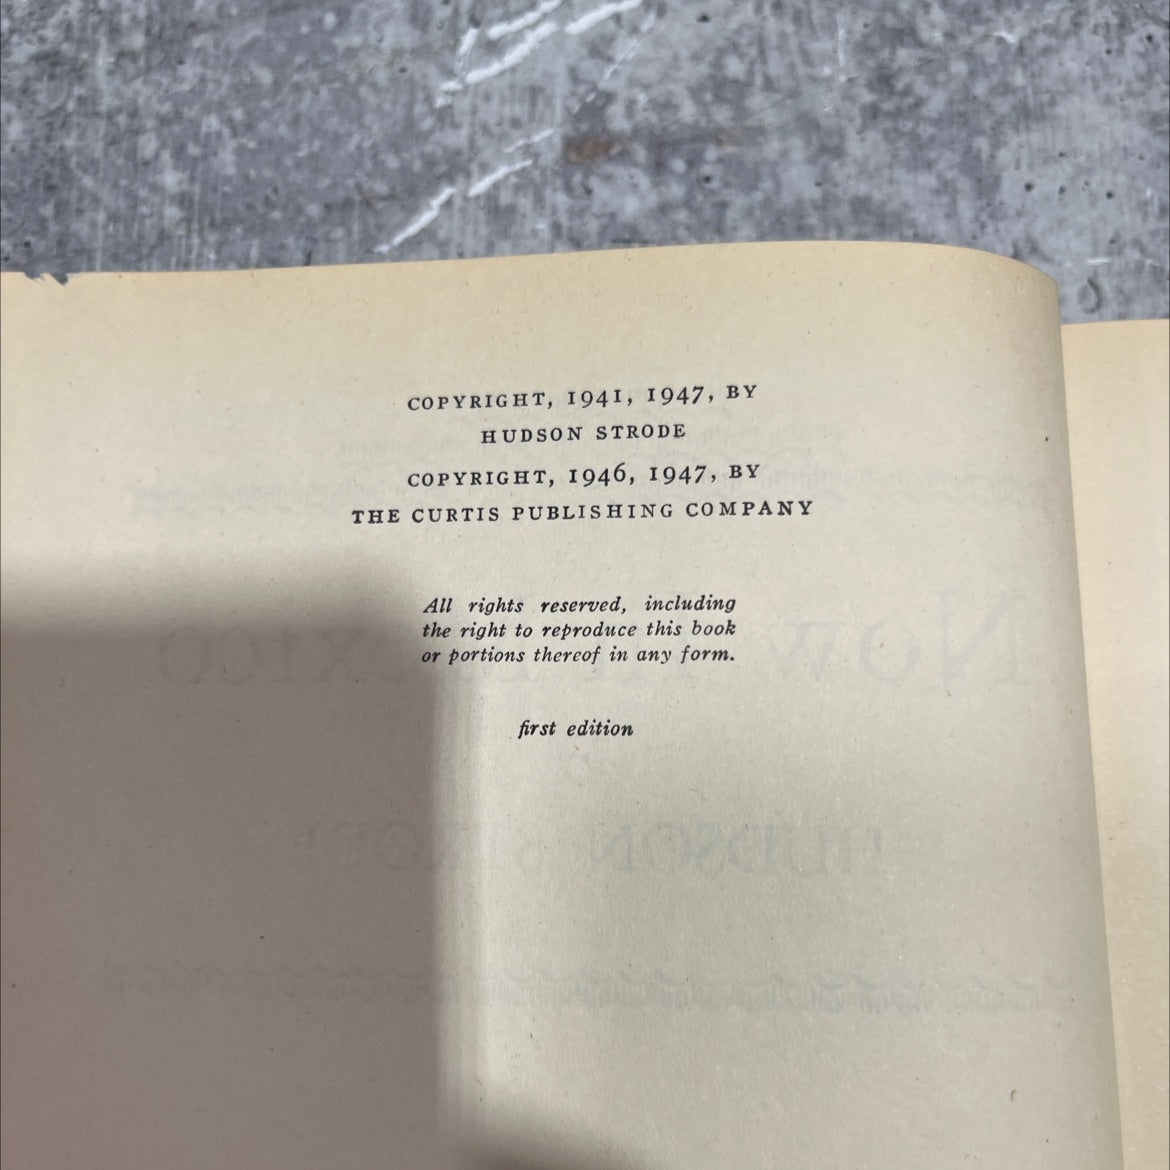 COPYRIGHT, 1941, 1947, BY
HUDSON STRODE
COPYRIGHT, 1946, 1947, BY
THE CURTIS PUBLISHING COMPANY
All rights reserved, including
the right to reproduce this book
or portions thereof in any form.
first edition